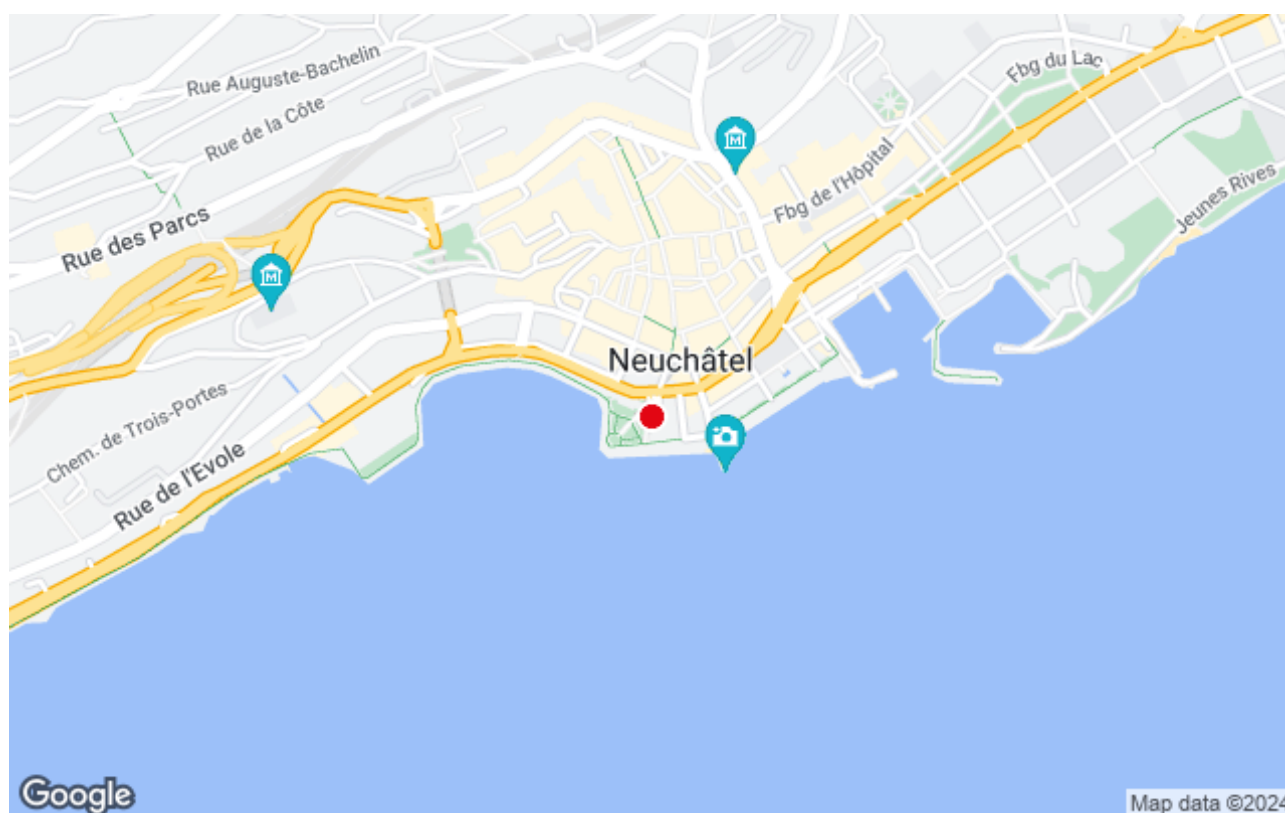 Rue Auguste-Bachelin
Fbg du Lac
Rue de la Côte
M
Fbg de l'Hôpital
Jeunes Rives
Rue des Parcs
M
Neuchâtel
Chem. de Trois-Portes
Rue de l'Evole
Google
Map data ©2024